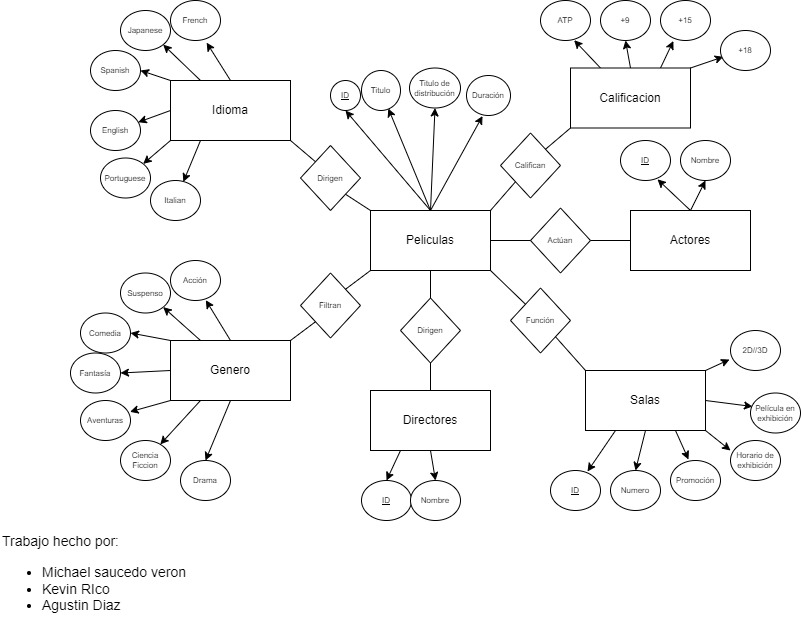 French
Japanese
Spanish
English
Portuguese
Italian
Idioma
Dirigen
ID
Titulo
Titulo de
distribución
Duración
ATP
+9
+15
+18
Calificacion
Califican
ID
Nombre
Peliculas
Actúan
Actores
Suspenso
Acción
Comedia
Fantasía
Aventuras
Ciencia
Ficcion
Drama
Genero
Filtran
Dirigen
Directores
ID
Nombre
Función
Salas
2D//3D
Película en
exhibición
Horario de
exhibición
Promoción
Numero
ID
Trabajo hecho por:
Michael saucedo veron
Kevin RIco
Agustin Diaz